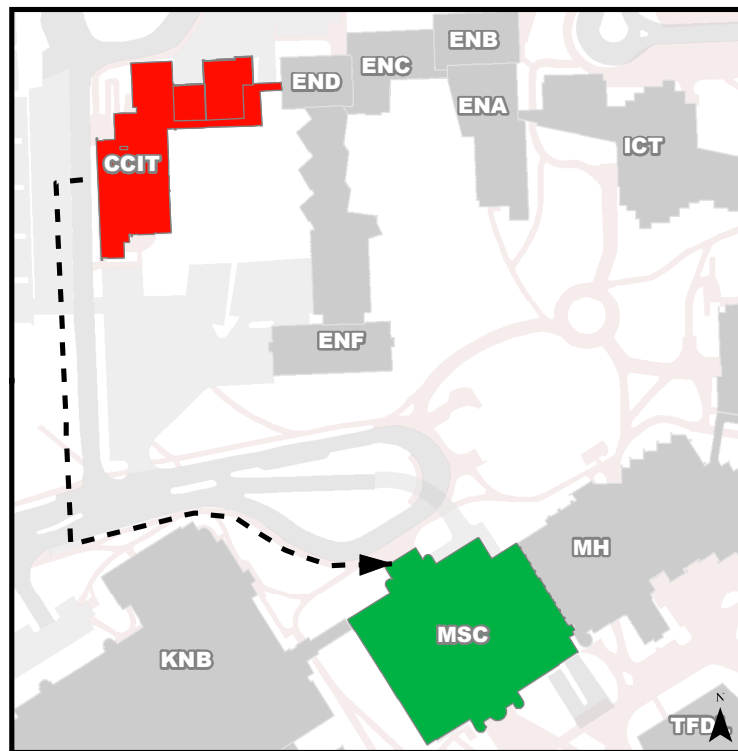 ENB
ENC
END
ENA
ICT
CCIT
ENF
MH
MSC
KNB
N
TFDL